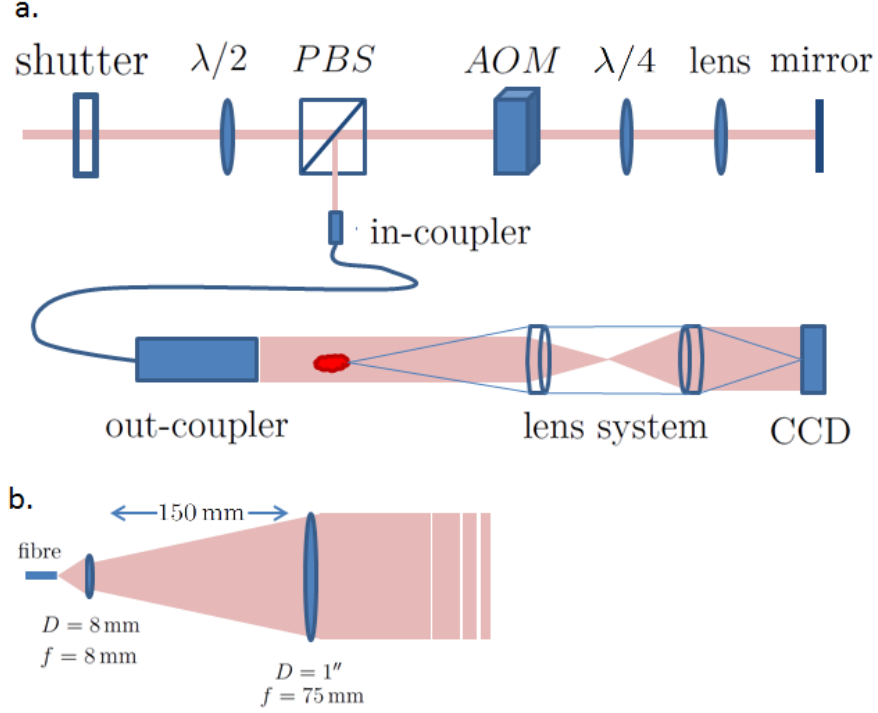 a.
shutter λ/2 PBS AOM λ/4 lens mirror
in-coupler
out-coupler lens system CCD
b.
150 mm
fibre
D = 8 mm
f = 8 mm
D = 1″
f = 75 mm